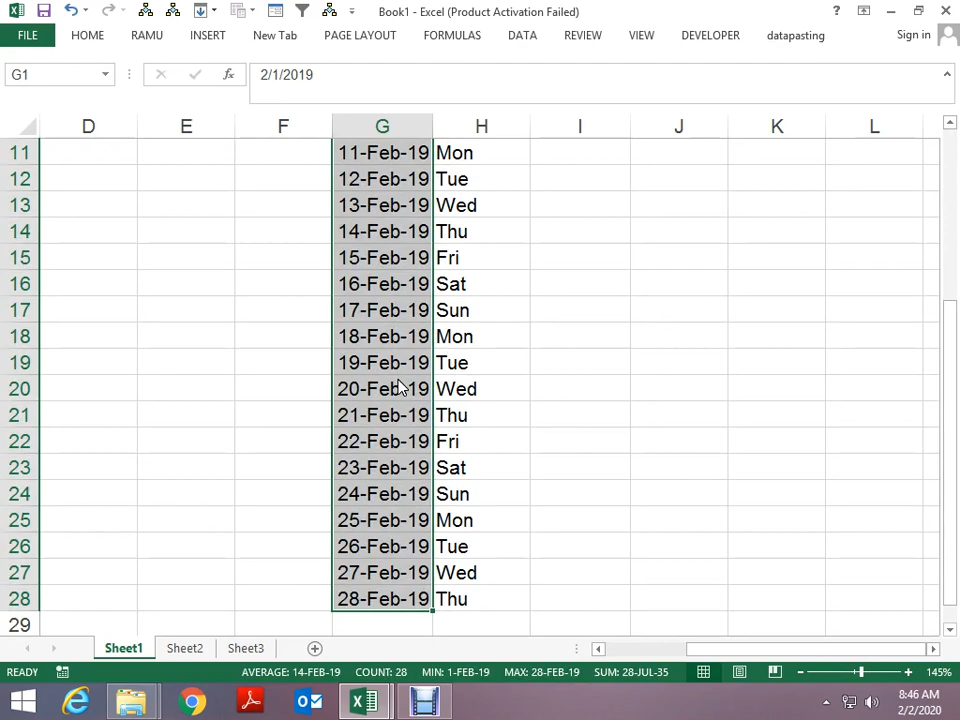 Book1 - Excel (Product Activation Failed)
?
FILE HOME RAMU INSERT New Tab PAGE LAYOUT FORMULAS DATA REVIEW VIEW DEVELOPER datapasting Sign in
G1 fx 2/1/2019
D E F G H I J K L
11 11-Feb-19 Mon
12 12-Feb-19 Tue
13 13-Feb-19 Wed
14 14-Feb-19 Thu
15 15-Feb-19 Fri
16 16-Feb-19 Sat
17 17-Feb-19 Sun
18 18-Feb-19 Mon
19 19-Feb-19 Tue
20 20-Feb-19 Wed
21 21-Feb-19 Thu
22 22-Feb-19 Fri
23 23-Feb-19 Sat
24 24-Feb-19 Sun
25 25-Feb-19 Mon
26 26-Feb-19 Tue
27 27-Feb-19 Wed
28 28-Feb-19 Thu
29
Sheet1 Sheet2 Sheet3
READY AVERAGE: 14-FEB-19 COUNT: 28 MIN: 1-FEB-19 MAX: 28-FEB-19 SUM: 28-JUL-35 145%
8:46 AM
2/2/2020